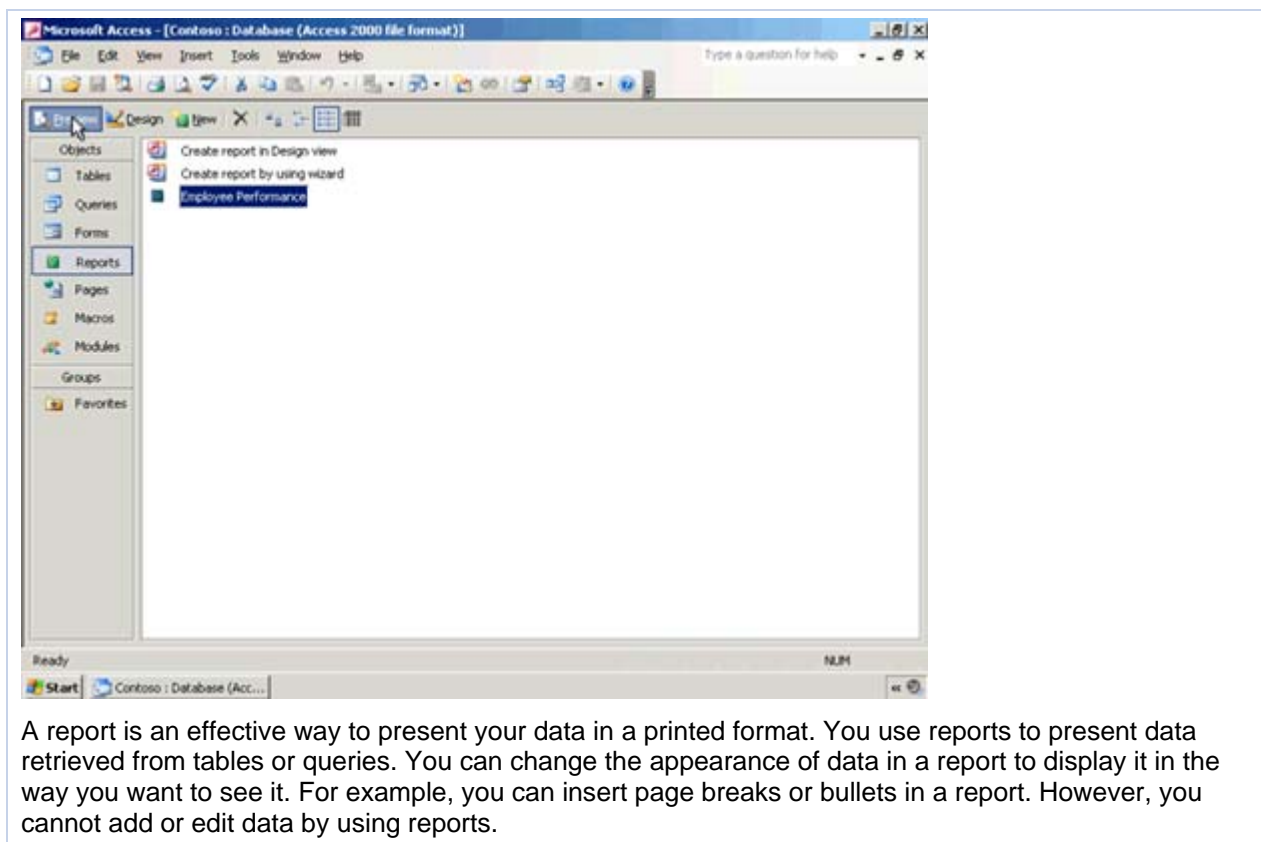 Microsoft Access - [Contoso : Database (Access 2000 file format)]
File Edit View Insert Tools Window Help Type a question for help
Design New
Objects
Create report in Design view
Tables
Create report by using wizard
Queries
Employee Performance
Forms
Reports
Pages
Macros
Modules
Groups
Favorites
Ready NUM
Start Contoso : Database (Acc...
A report is an effective way to present your data in a printed format. You use reports to present data
retrieved from tables or queries. You can change the appearance of data in a report to display it in the
way you want to see it. For example, you can insert page breaks or bullets in a report. However, you
cannot add or edit data by using reports.